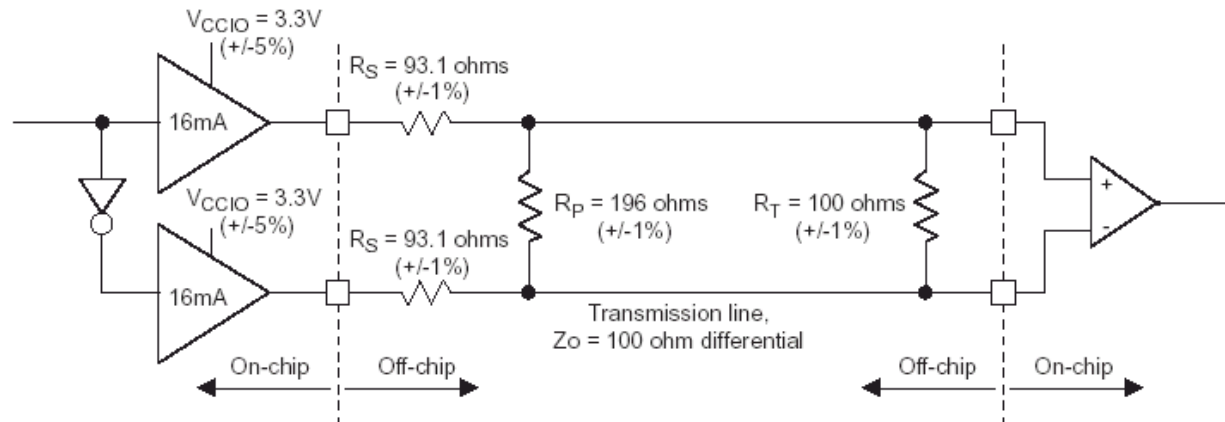 VCCIO = 3.3V
(+/-5%)
RS = 93.1 ohms
(+/-1%)
16mA
VCCIO = 3.3V
(+/-5%)
RS = 93.1 ohms
(+/-1%)
16mA
RP = 196 ohms
(+/-1%)
RT = 100 ohms
(+/-1%)
+
-
Transmission line,
Zo = 100 ohm differential
On-chip
Off-chip
Off-chip
On-chip